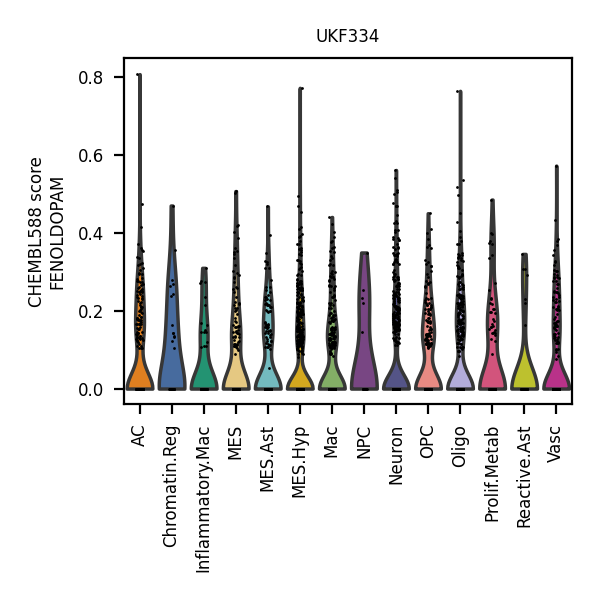 UKF334
CHEMBL588 score
FENOLDOPAM
0.8
0.6
0.4
0.2
0.0
AC
Chromatin.Reg
Inflammatory.Mac
MES
MES.Ast
MES.Hyp
Mac
NPC
Neuron
OPC
Oligo
Prolif.Metab
Reactive.Ast
Vasc